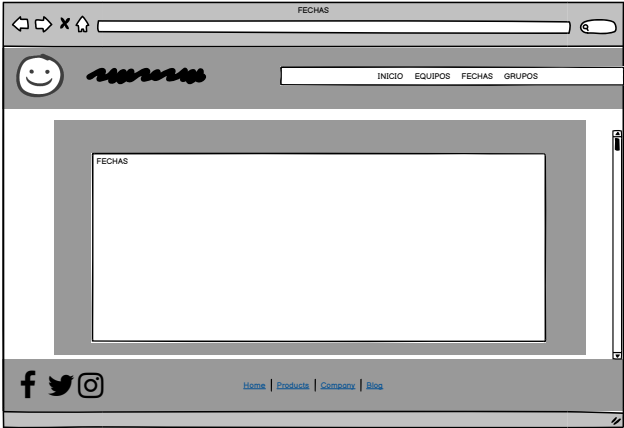 FECHAS
INICIO EQUIPOS FECHAS GRUPOS
FECHAS
Home | Products | Company | Blog